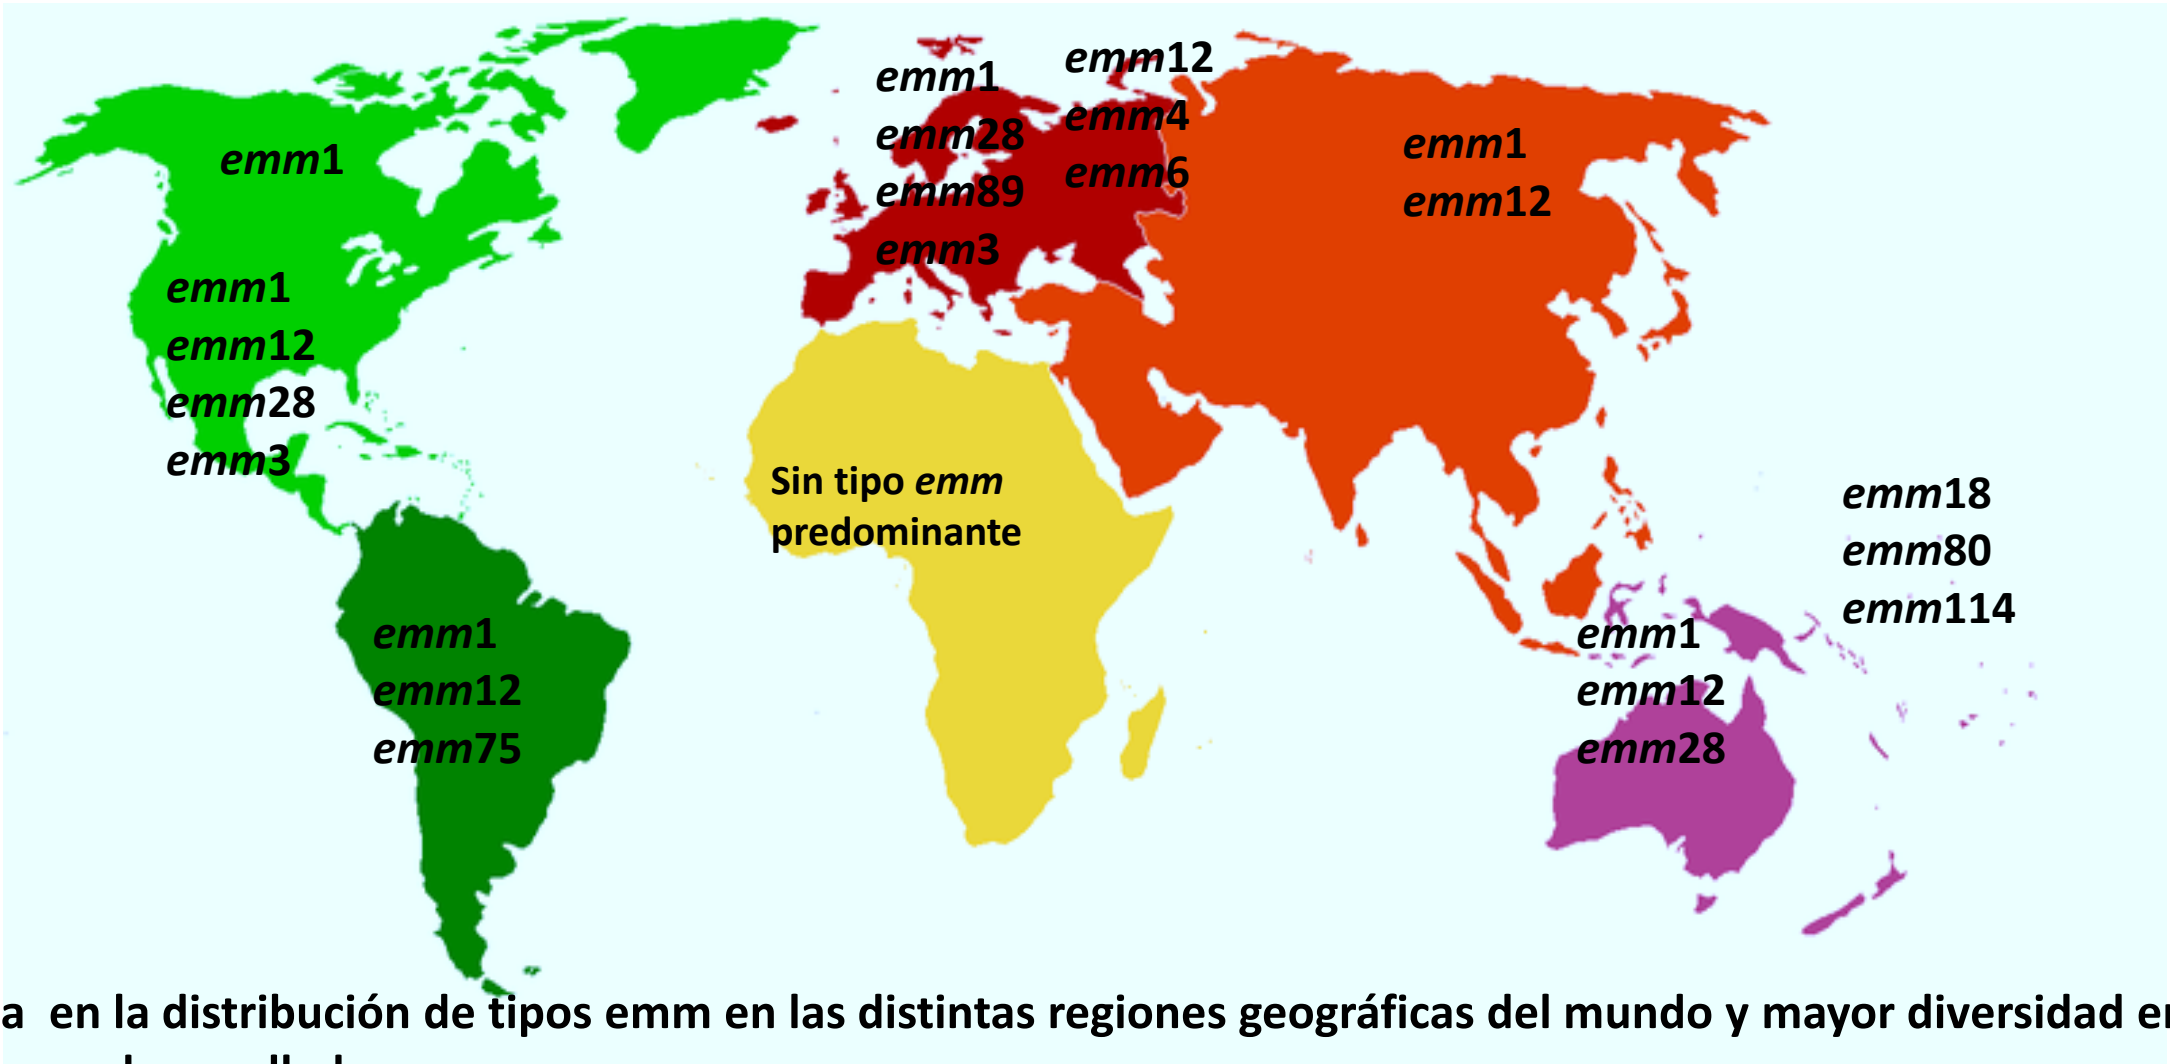 emm1
emm1
emm12
emm28
emm3
emm1
emm12
emm75
emm1
emm28
emm89
emm3
emm12
emm4
emm6
Sin tipo emm
predominante
emm1
emm12
emm1
emm12
emm28
emm18
emm80
emm114
a en la distribución de tipos emm en las distintas regiones geográficas del mundo y mayor diversidad en